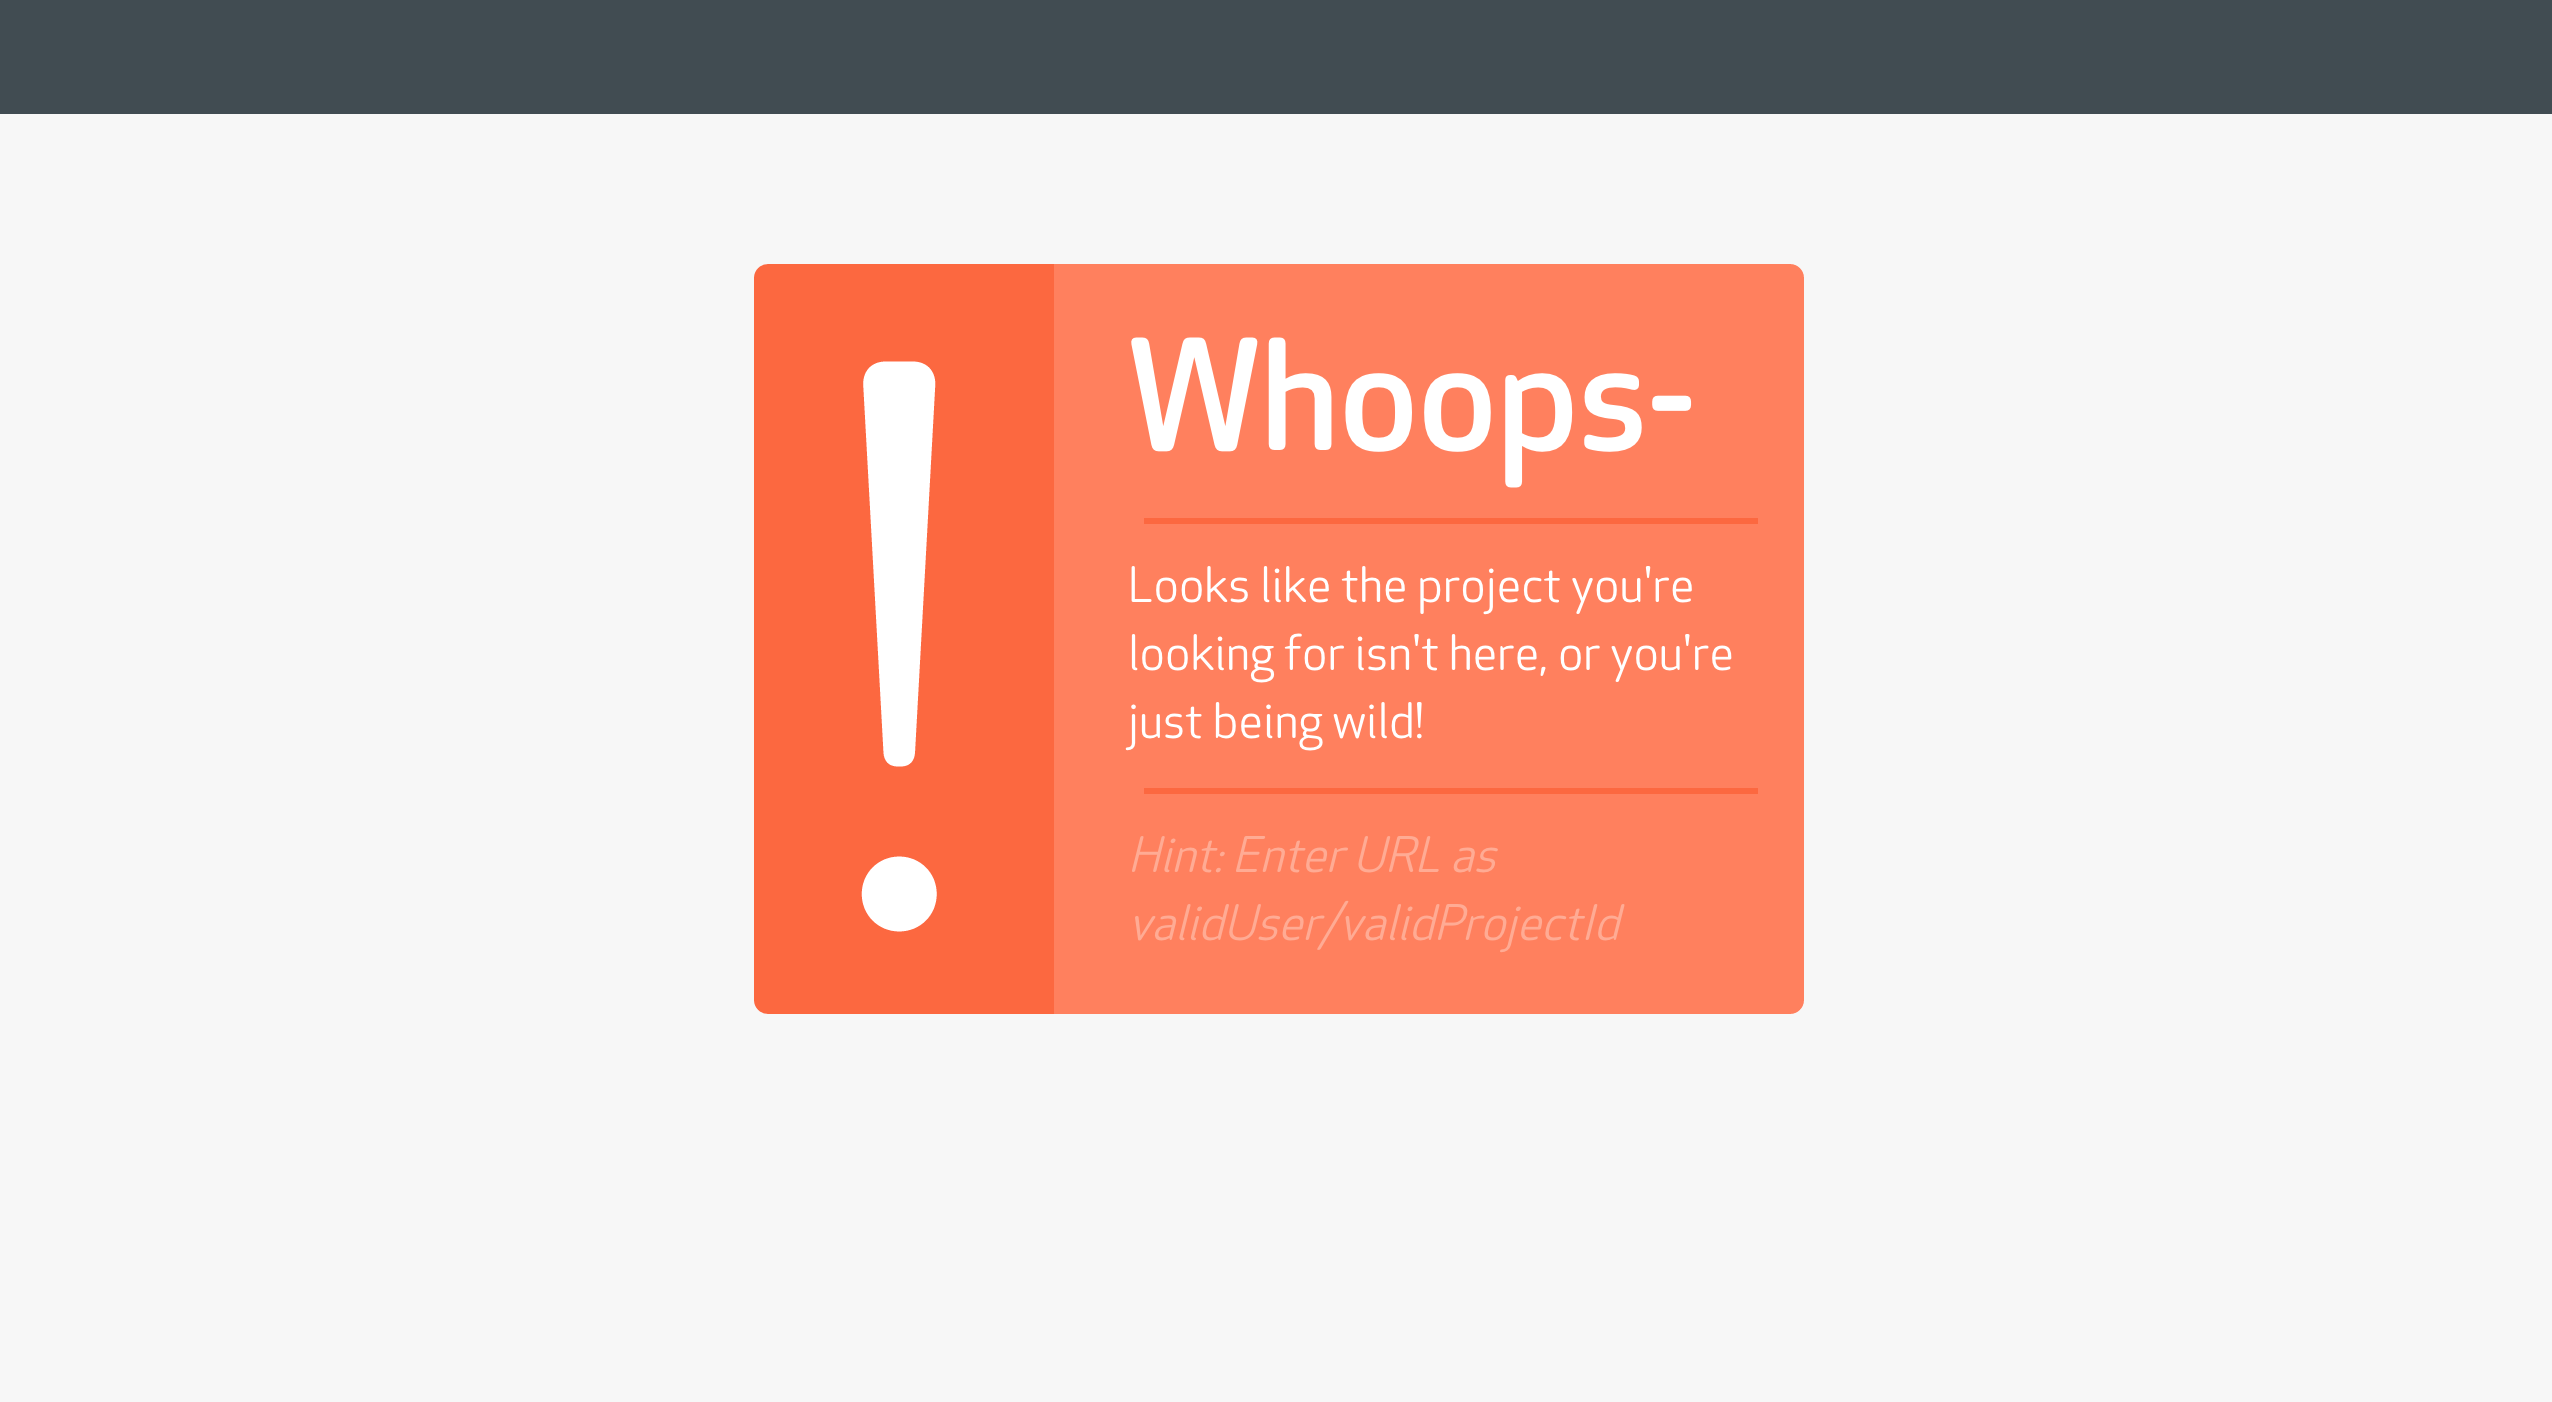 !
Whoops-
Looks like the project you're
looking for isn't here, or you're
just being wild!
Hint: Enter URL as
validUser/validProjectId